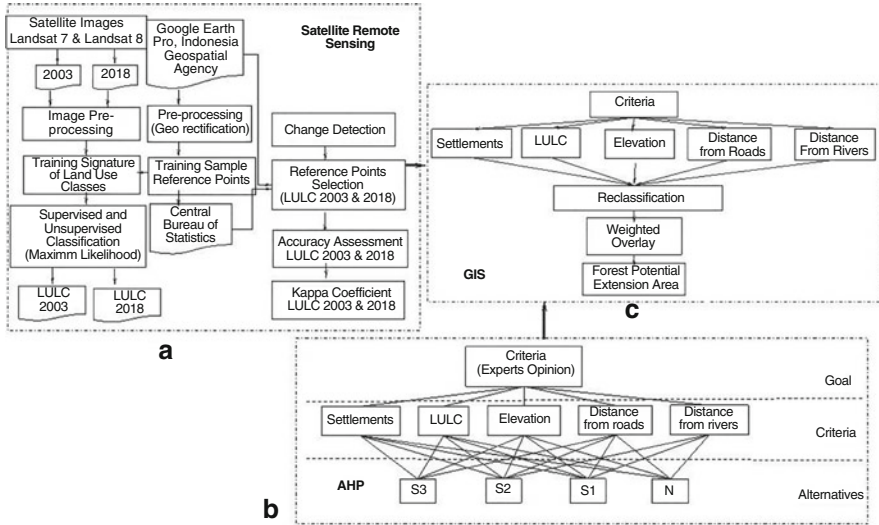 Satellite Images
Landsat 7 & Landsat 8
Google Earth
Pro, Indonesia
Geospatial
Agency
Satellite Remote
Sensing
2003
2018
Image Pre-
processing
Pre-processing
(Geo rectification)
Change Detection
Training Signature
of Land Use
Classes
Training Sample
Reference Points
Reference Points
Selection
(LULC 2003 & 2018)
Supervised and
Unsupervised
Classification
(Maximm Likelihood)
Central
Bureau of
Statistics
Accuracy Assessment
LULC 2003 & 2018
LULC
2003
LULC
2018
Kappa Coefficient
LULC 2003 & 2018
a
Criteria
Settlements
LULC
Elevation
Distance
from Roads
Distance
From Rivers
Reclassification
Weighted
Overlay
Forest Potential
Extension Area
GIS
c
Criteria
(Experts Opinion)
Goal
Settlements
LULC
Elevation
Distance
from roads
Distance
from rivers
Criteria
AHP
S3
S2
S1
N
Alternatives
b